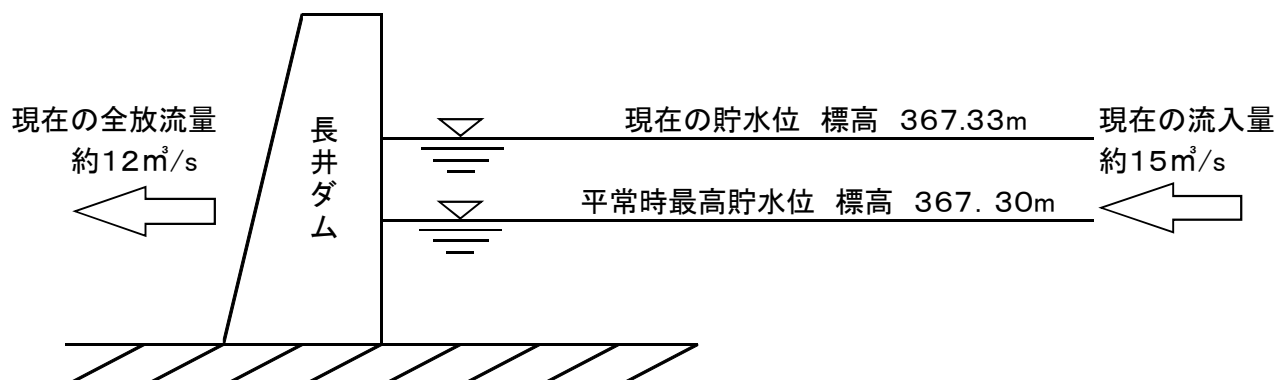 現在の全放流量
約12㎥/s
長井ダム
現在の貯水位 標高 367.33m
平常時最高貯水位 標高 367. 30m
現在の流入量
約15㎥/s